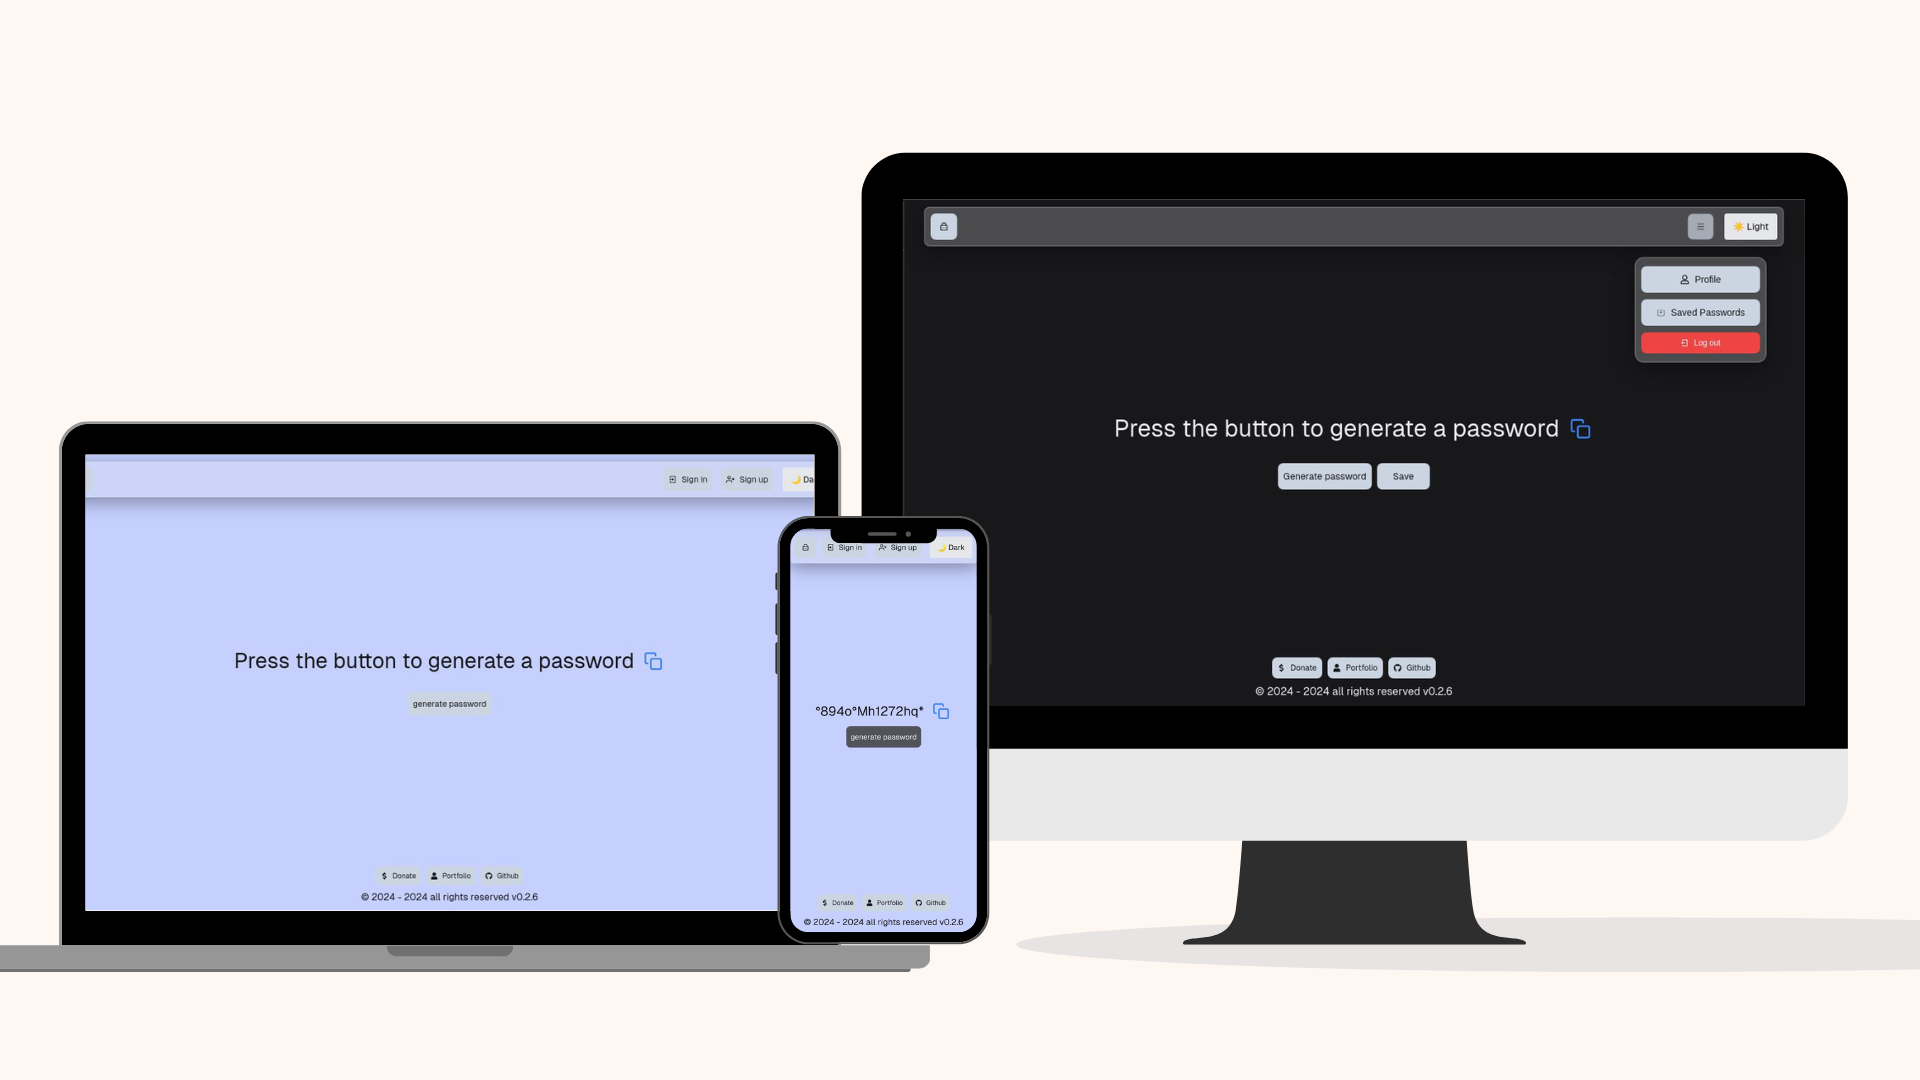 ☀️ Light
Profile
Saved Passwords
Log out
Press the button to generate a password
Generate password Save
$ Donate Portfolio Github
© 2024 - 2024 all rights reserved v0.2.6
Sign in Sign up 🌙 Da
Press the button to generate a password
generate password
$ Donate Portfolio Github
© 2024 - 2024 all rights reserved v0.2.6
Sign in Sign up 🌙 Dark
°894o°Mh1272hq*
generate password
$ Donate Portfolio Github
© 2024 - 2024 all rights reserved v0.2.6